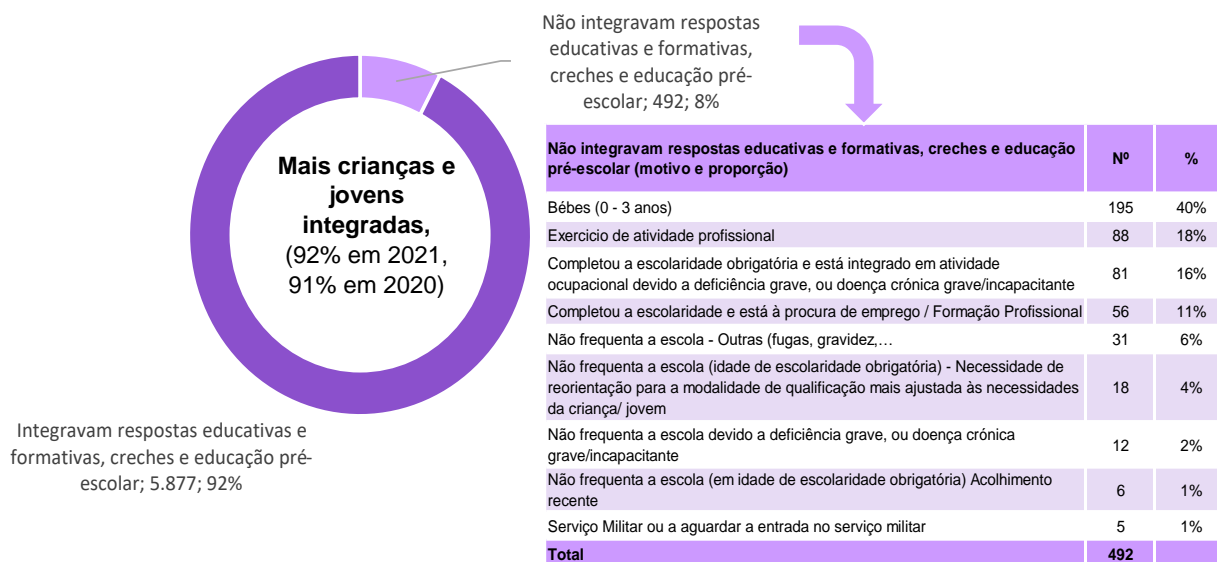 Não integravam respostas
educativas e formativas,
creches e educação pré-
escolar; 492; 8%
Mais crianças e
jovens
integradas,
(92% em 2021,
91% em 2020)
Integravam respostas educativas e
formativas, creches e educação pré-
escolar; 5.877; 92%
Não integravam respostas educativas e formativas, creches e educação
pré-escolar (motivo e proporção) Nº %
Bébes (0 - 3 anos) 195 40%
Exercicio de atividade profissional 88 18%
Completou a escolaridade obrigatória e está integrado em atividade
ocupacional devido a deficiência grave, ou doença crónica grave/incapacitante 81 16%
Completou a escolaridade e está à procura de emprego / Formação Profissional 56 11%
Não frequenta a escola - Outras (fugas, gravidez,… 31 6%
Não frequenta a escola (idade de escolaridade obrigatória) - Necessidade de
reorientação para a modalidade de qualificação mais ajustada às necessidades
da criança/ jovem 18 4%
Não frequenta a escola devido a deficiência grave, ou doença crónica
grave/incapacitante 12 2%
Não frequenta a escola (em idade de escolaridade obrigatória) Acolhimento
recente 6 1%
Serviço Militar ou a aguardar a entrada no serviço militar 5 1%
Total 492